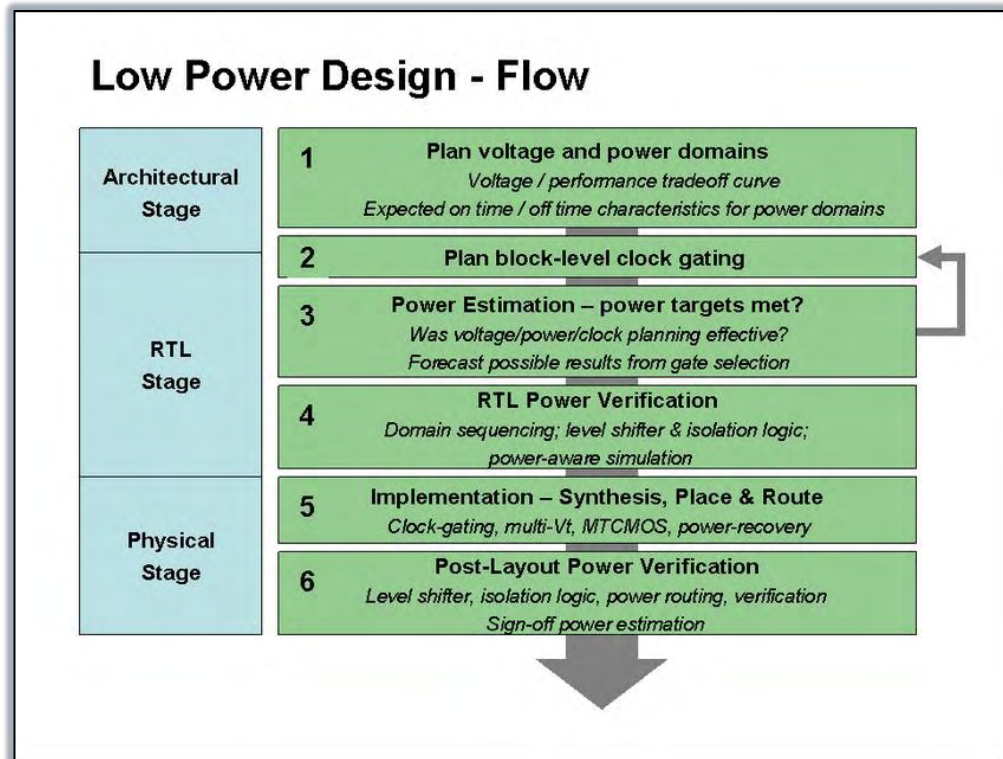 Low Power Design - Flow
Architectural
Stage
1
Plan voltage and power domains
Voltage / performance tradeoff curve
Expected on time / off time characteristics for power domains
RTL
Stage
2
Plan block-level clock gating
3
Power Estimation – power targets met?
Was voltage/power/clock planning effective?
Forecast possible results from gate selection
4
RTL Power Verification
Domain sequencing; level shifter & isolation logic;
power-aware simulation
Physical
Stage
5
Implementation – Synthesis, Place & Route
Clock-gating, multi-Vt, MTCMOS, power-recovery
6
Post-Layout Power Verification
Level shifter, isolation logic, power routing, verification
Sign-off power estimation